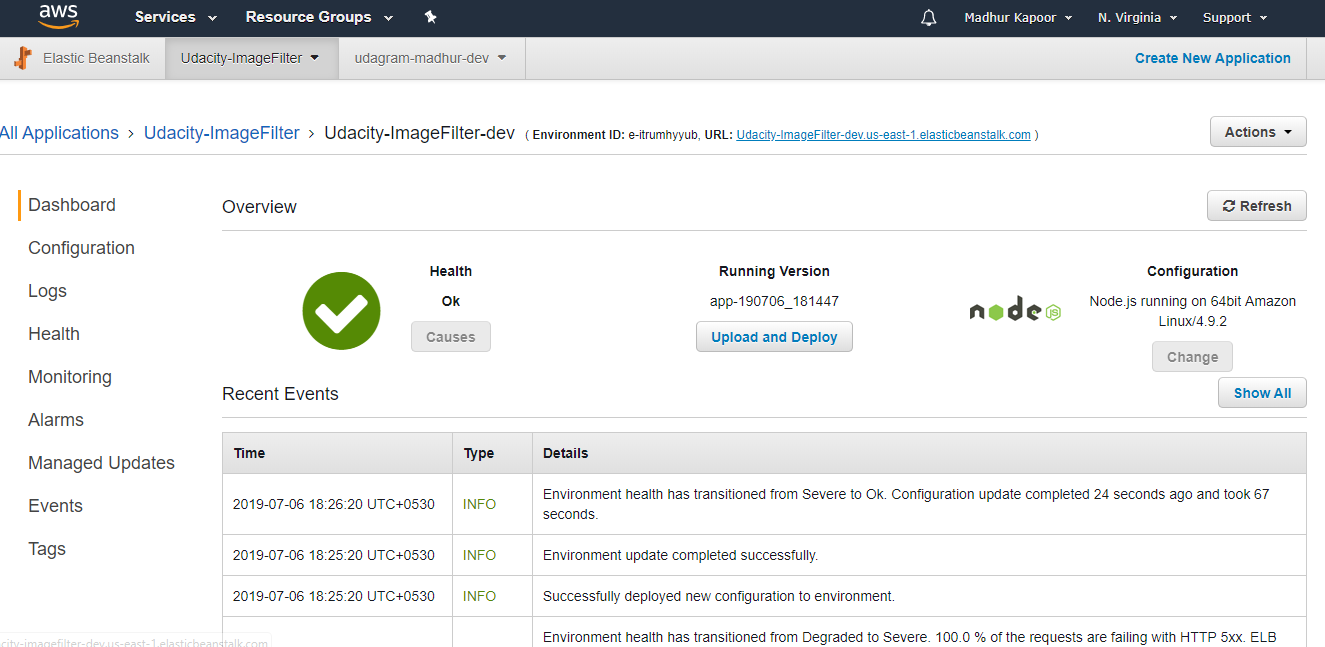 aws
Services
Resource Groups
Madhur Kapoor
N. Virginia
Support
Elastic Beanstalk
Udacity-ImageFilter
udagram-madhur-dev
Create New Application
All Applications > Udacity-ImageFilter > Udacity-ImageFilter-dev ( Environment ID: e-itrumhyyub, URL: Udacity-ImageFilter-dev.us-east-1.elasticbeanstalk.com )
Actions
Dashboard
Configuration
Logs
Health
Monitoring
Alarms
Managed Updates
Events
Tags
Overview
Refresh
Health
Ok
Causes
Running Version
app-190706_181447
Upload and Deploy
node
JS
Configuration
Node.js running on 64bit Amazon
Linux/4.9.2
Change
Recent Events
Show All
Time Type Details
2019-07-06 18:26:20 UTC+0530 INFO Environment health has transitioned from Severe to Ok. Configuration update completed 24 seconds ago and took 67
seconds.
2019-07-06 18:25:20 UTC+0530 INFO Environment update completed successfully.
2019-07-06 18:25:20 UTC+0530 INFO Successfully deployed new configuration to environment.
Environment health has transitioned from Degraded to Severe. 100.0 % of the requests are failing with HTTP 5xx. ELB
city-imagefilter-dev.us-east-1.elasticbeanstalk.com